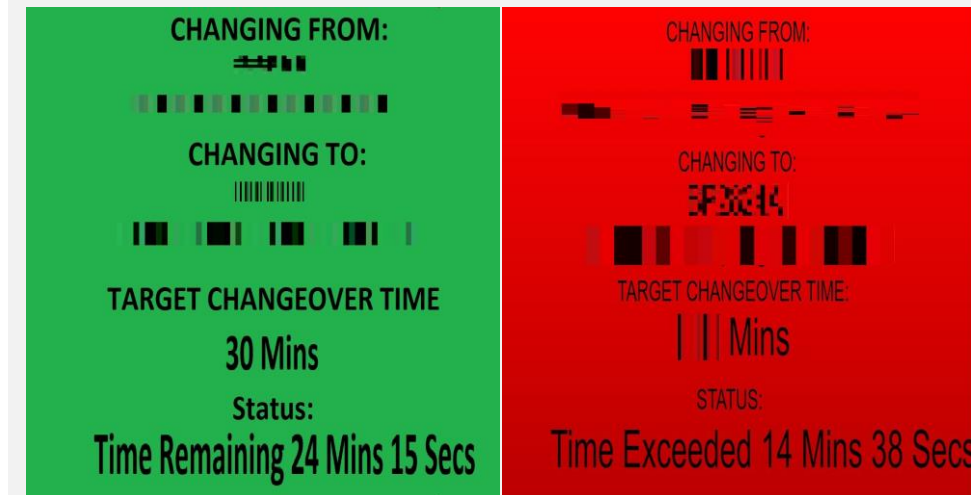 CHANGING FROM:
CHANGING TO:
TARGET CHANGEOVER TIME
30 Mins
Status:
Time Remaining 24 Mins 15 Secs
CHANGING FROM:
CHANGING TO:
TARGET CHANGEOVER TIME:
Mins
STATUS:
Time Exceeded 14 Mins 38 Secs